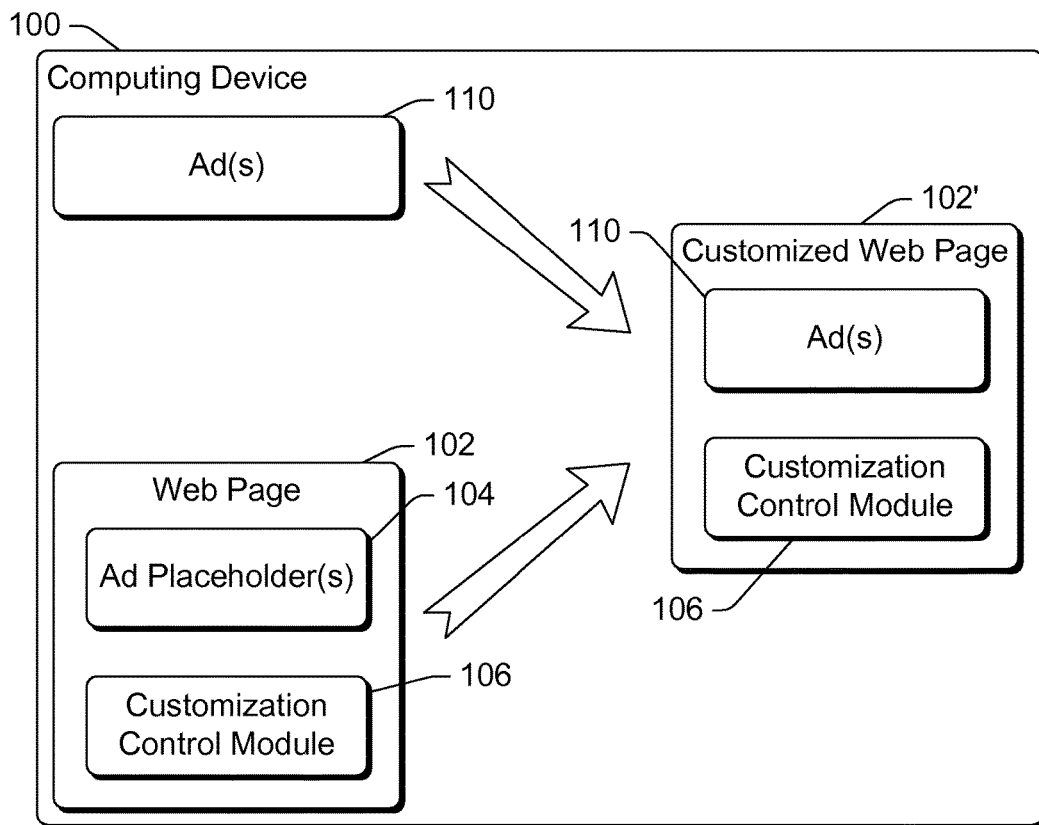 100
Computing Device
110
Ad(s)
102'
110
Customized Web Page
Ad(s)
Customization
Control Module
106
102
Web Page
104
Ad Placeholder(s)
106
Customization
Control Module